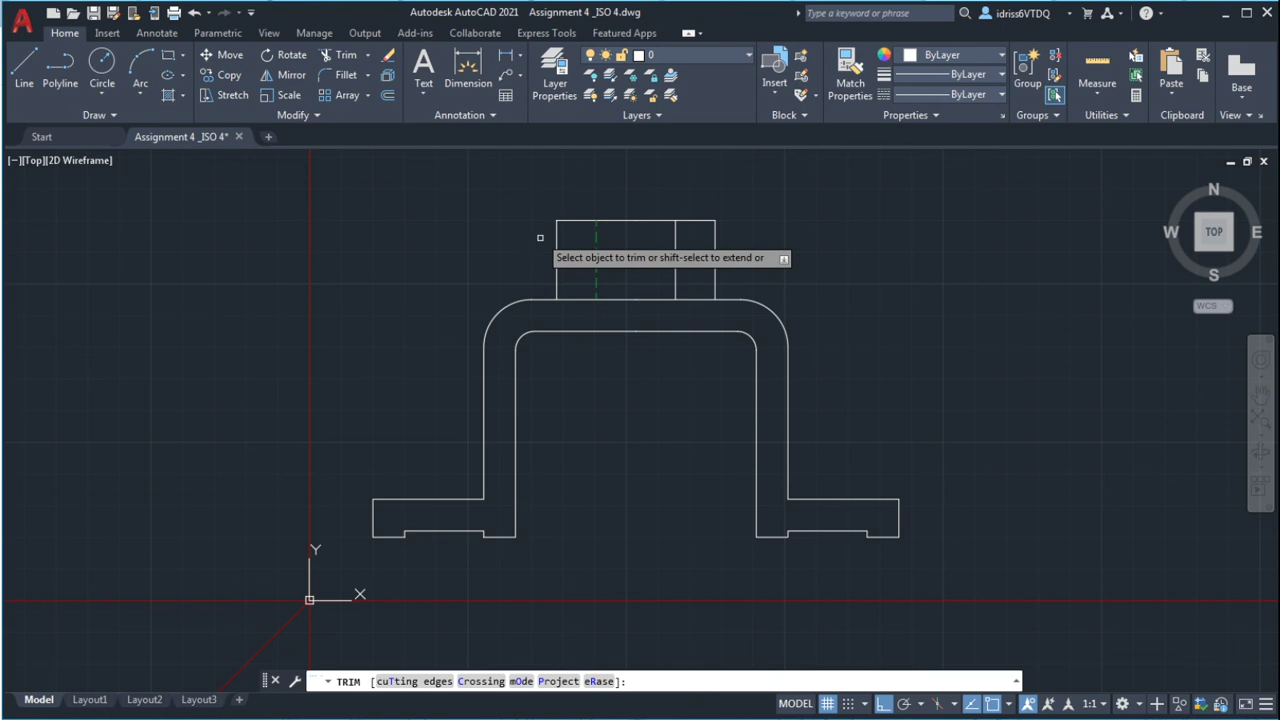 Autodesk AutoCAD 2021 Assignment 4 _ISO 4.dwg
Type a keyword or phrase
idriss6VTDQ
Home Insert Annotate Parametric View Manage Output Add-ins Collaborate Express Tools Featured Apps
Move Rotate Trim 0 ByLayer
Line Polyline Circle Arc Copy Mirror Fillet Text Dimension Layer Properties Insert Match Properties ByLayer Group Measure Paste Base
Stretch Scale Array ByLayer
Draw Modify Annotation Layers Block Properties Groups Utilities Clipboard View
Start Assignment 4 _ISO 4*
[−][Top][2D Wireframe]
N
W TOP E
S
WCS
Select object to trim or shift-select to extend or
Y
X
TRIM [cuTting edges Crossing mOde Project eRase]:
Model Layout1 Layout2 Layout3 MODEL 1:1